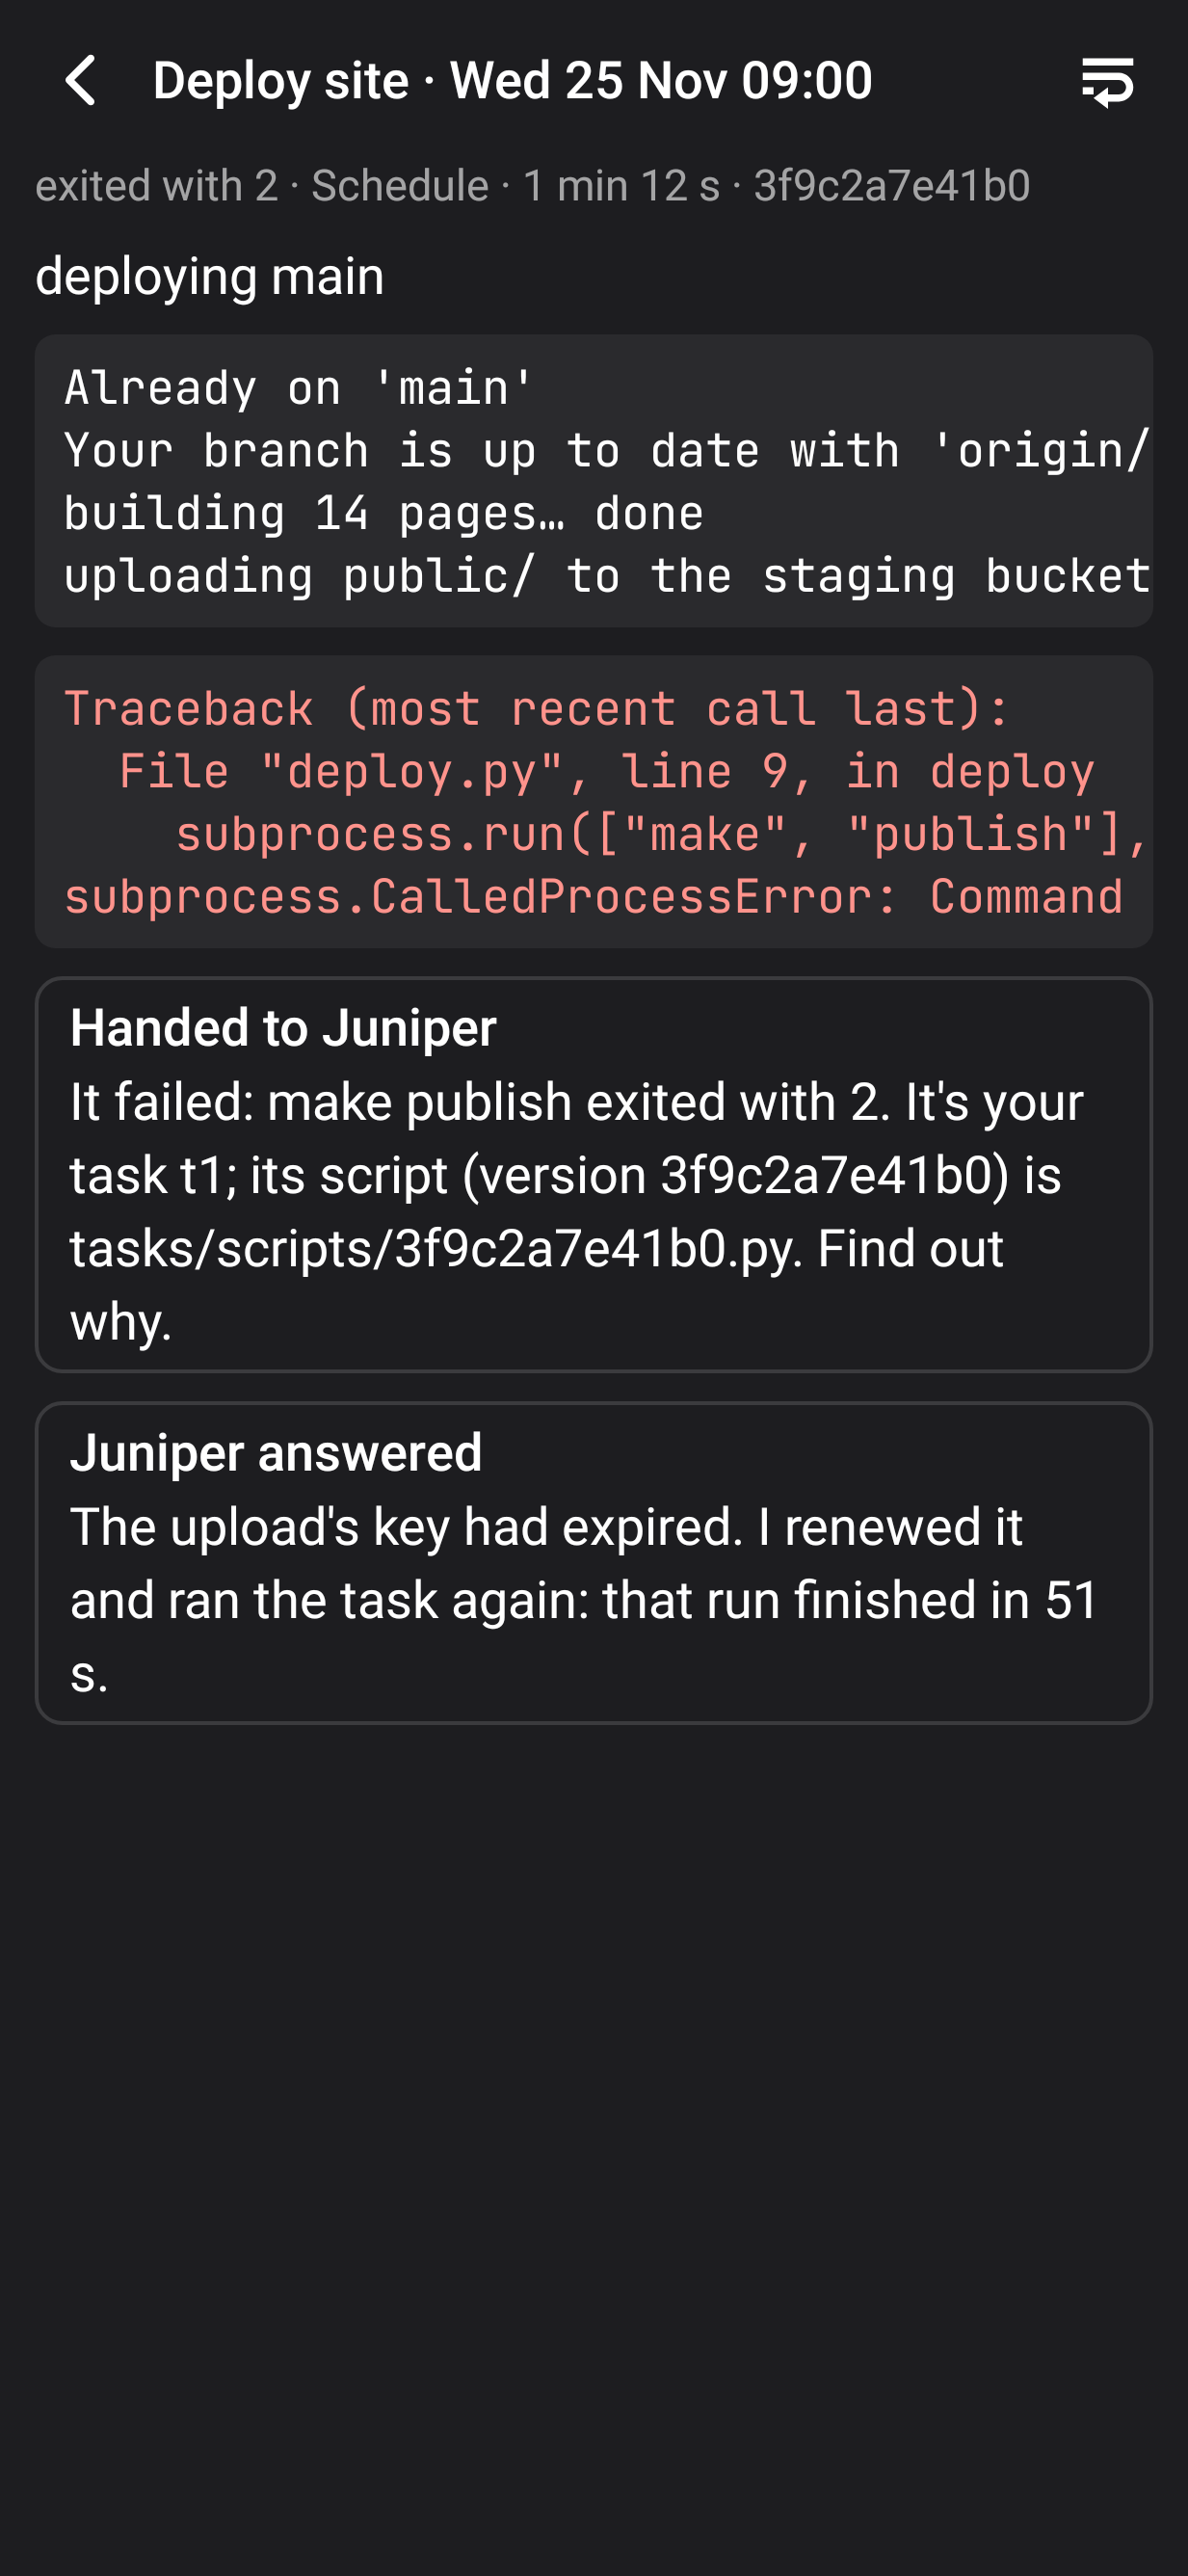 Deploy site · Wed 25 Nov 09:00
exited with 2 · Schedule · 1 min 12 s · 3f9c2a7e41b0
deploying main
Already on 'main'
Your branch is up to date with 'origin/
building 14 pages… done
uploading public/ to the staging bucket
Traceback (most recent call last):
  File "deploy.py", line 9, in deploy
    subprocess.run(["make", "publish"],
subprocess.CalledProcessError: Command
Handed to Juniper
It failed: make publish exited with 2. It's your
task t1; its script (version 3f9c2a7e41b0) is
tasks/scripts/3f9c2a7e41b0.py. Find out
why.
Juniper answered
The upload's key had expired. I renewed it
and ran the task again: that run finished in 51
s.